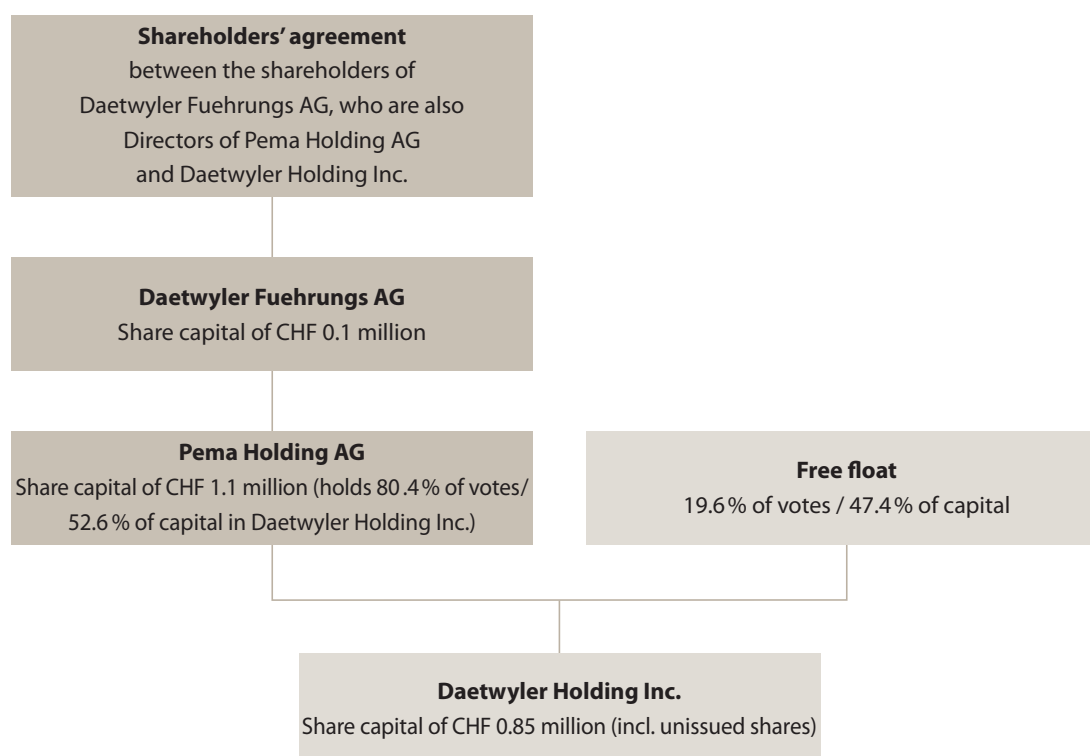 Shareholders’ agreement
between the shareholders of
Daetwyler Fuehrungs AG, who are also
Directors of Pema Holding AG
and Daetwyler Holding Inc.
Daetwyler Fuehrungs AG
Share capital of CHF 0.1 million
Pema Holding AG
Share capital of CHF 1.1 million (holds 80.4% of votes/
52.6% of capital in Daetwyler Holding Inc.)
Free float
19.6% of votes / 47.4% of capital
Daetwyler Holding Inc.
Share capital of CHF 0.85 million (incl. unissued shares)